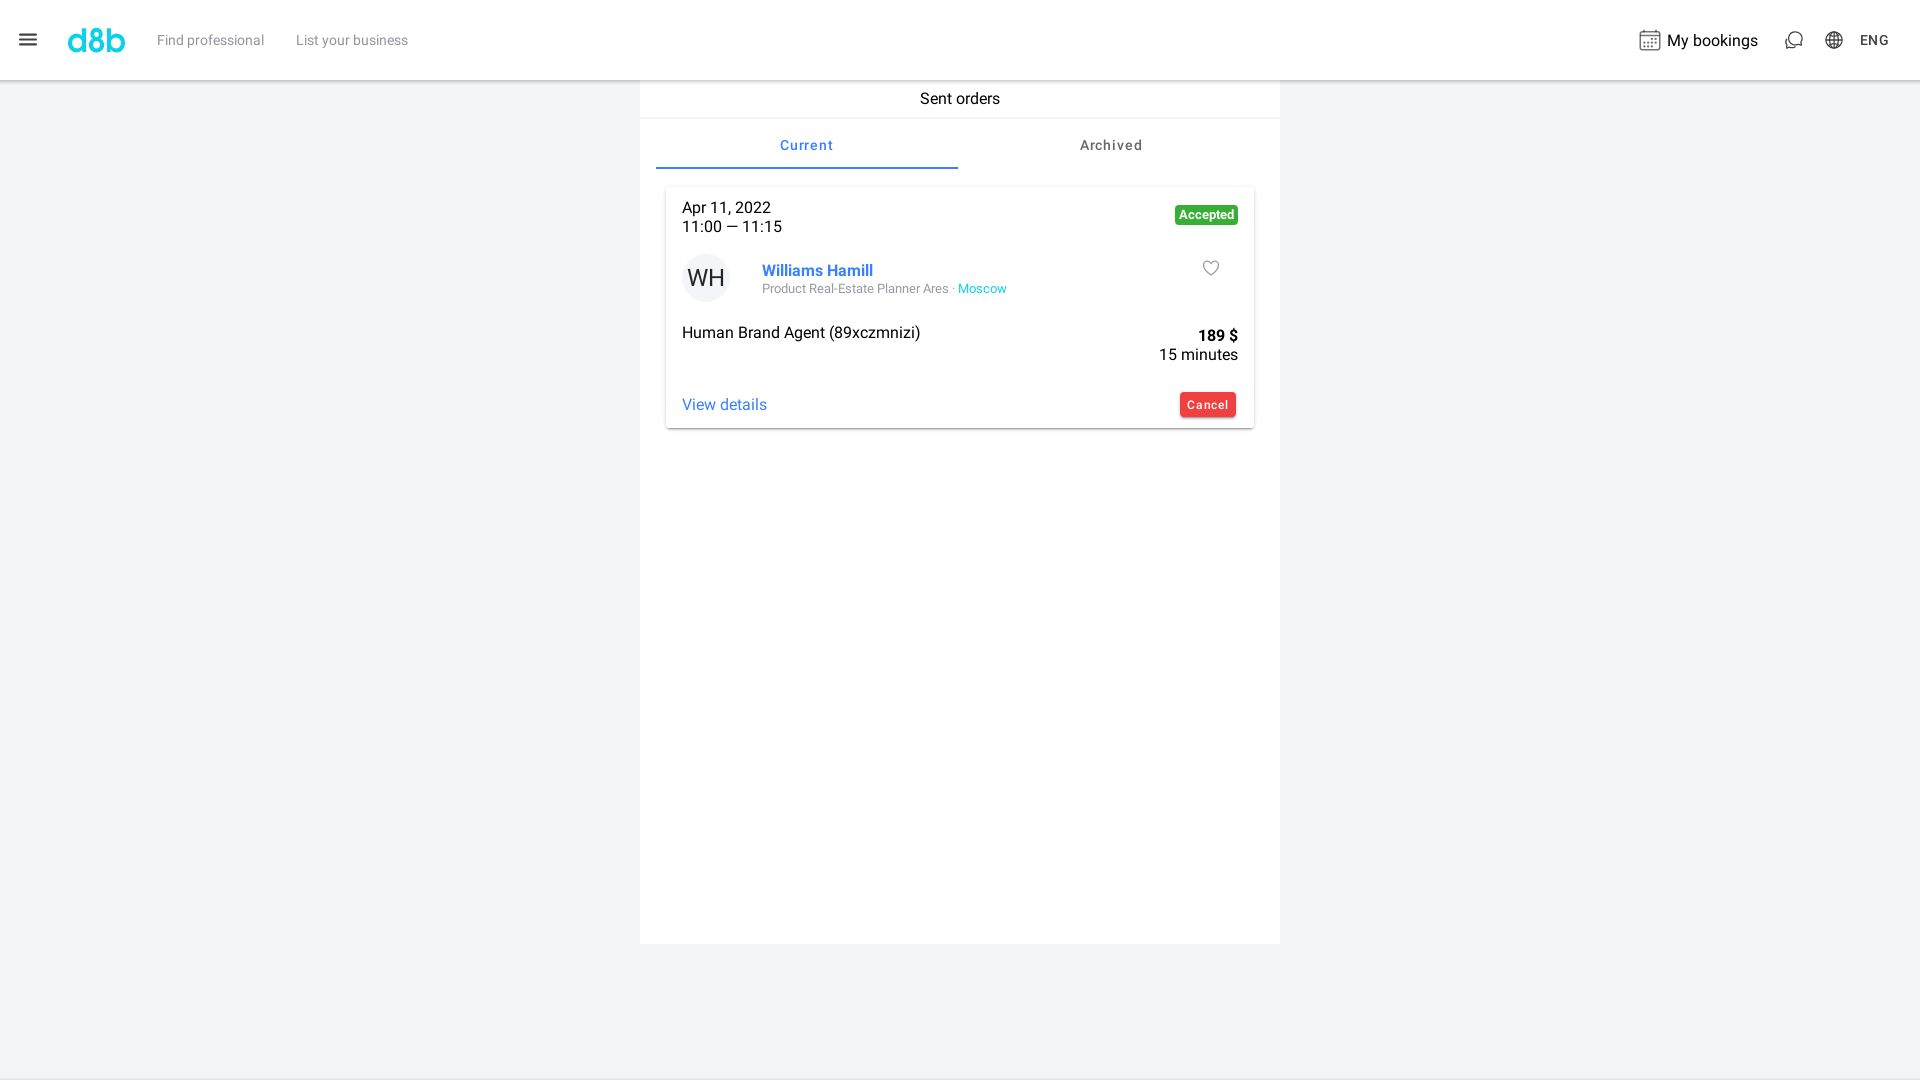 d8b
Find professional
List your business
My bookings
ENG
Sent orders
Current
Archived
Apr 11, 2022
11:00 — 11:15
Accepted
WH
Williams Hamill
Product Real-Estate Planner Ares · Moscow
Human Brand Agent (89xczmnizi)
189 $
15 minutes
View details
Cancel